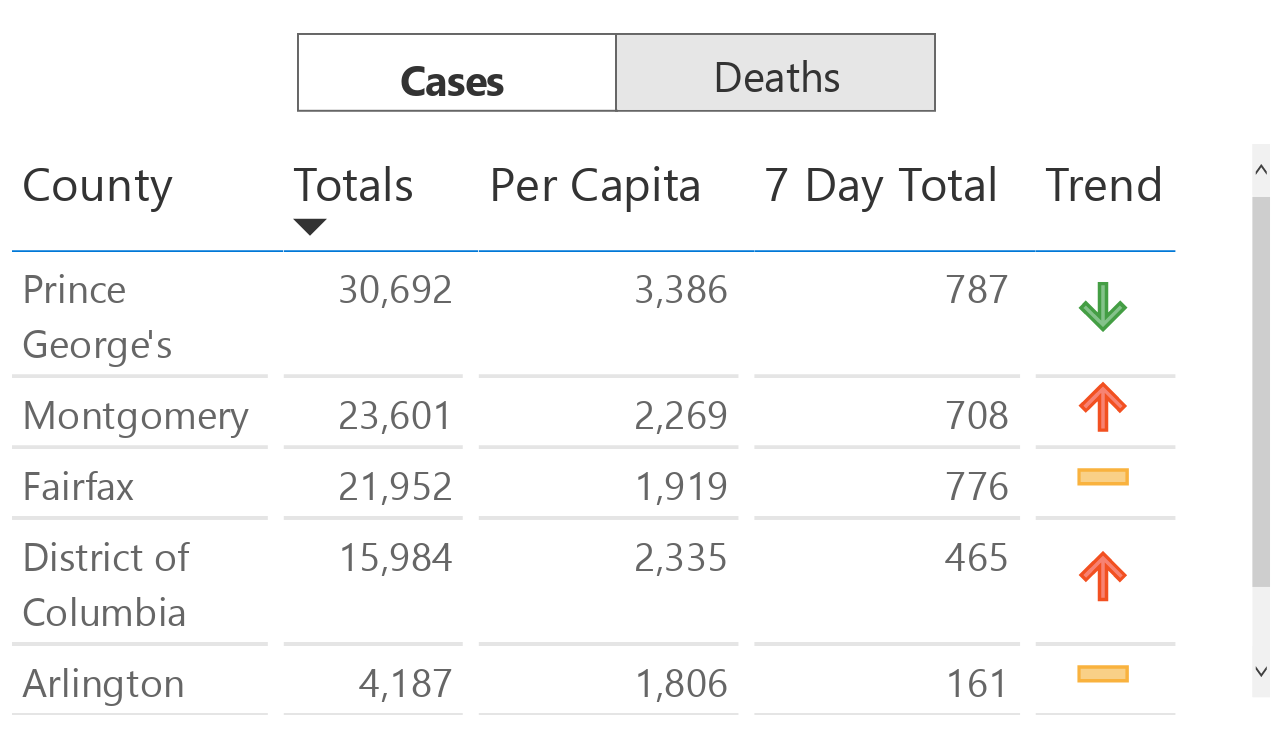 Cases Deaths
County Totals Per Capita 7 Day Total Trend
Prince 30,692 3,386 787
George's
Montgomery 23,601 2,269 708
Fairfax 21,952 1,919 776
District of 15,984 2,335 465
Columbia
Arlington 4,187 1,806 161